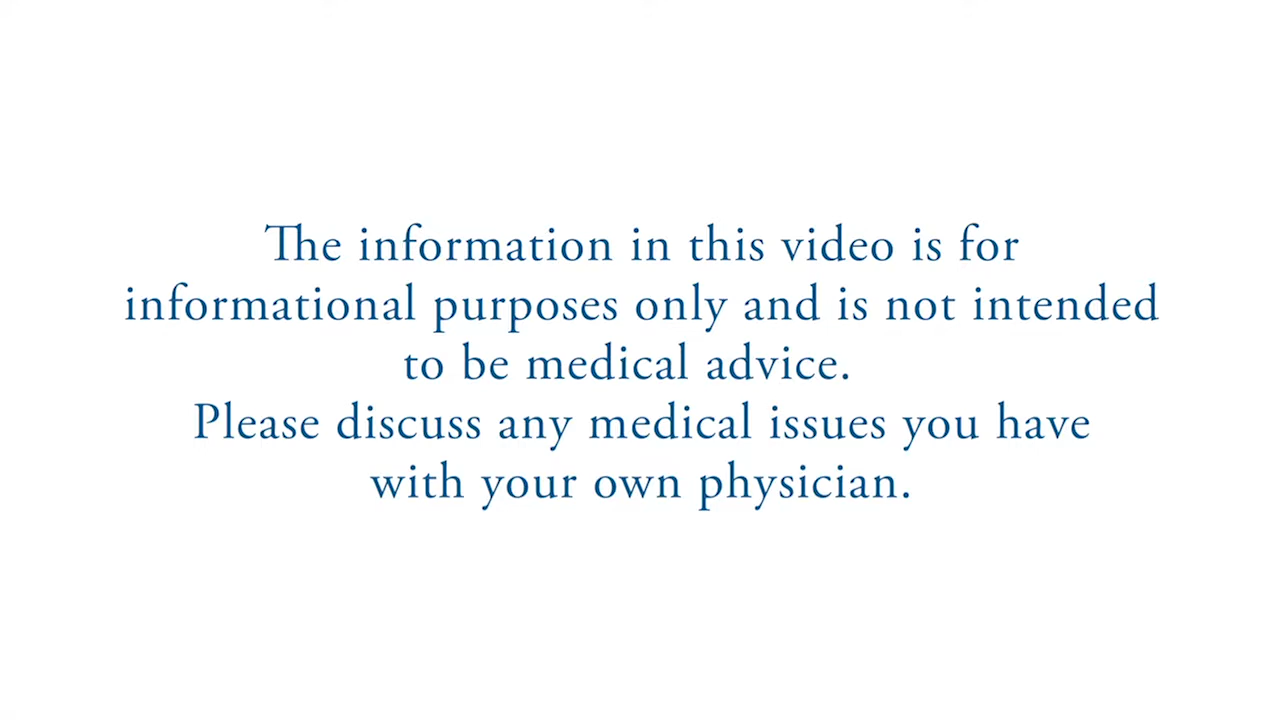 The information in this video is for
informational purposes only and is not intended
to be medical advice.
Please discuss any medical issues you have
with your own physician.